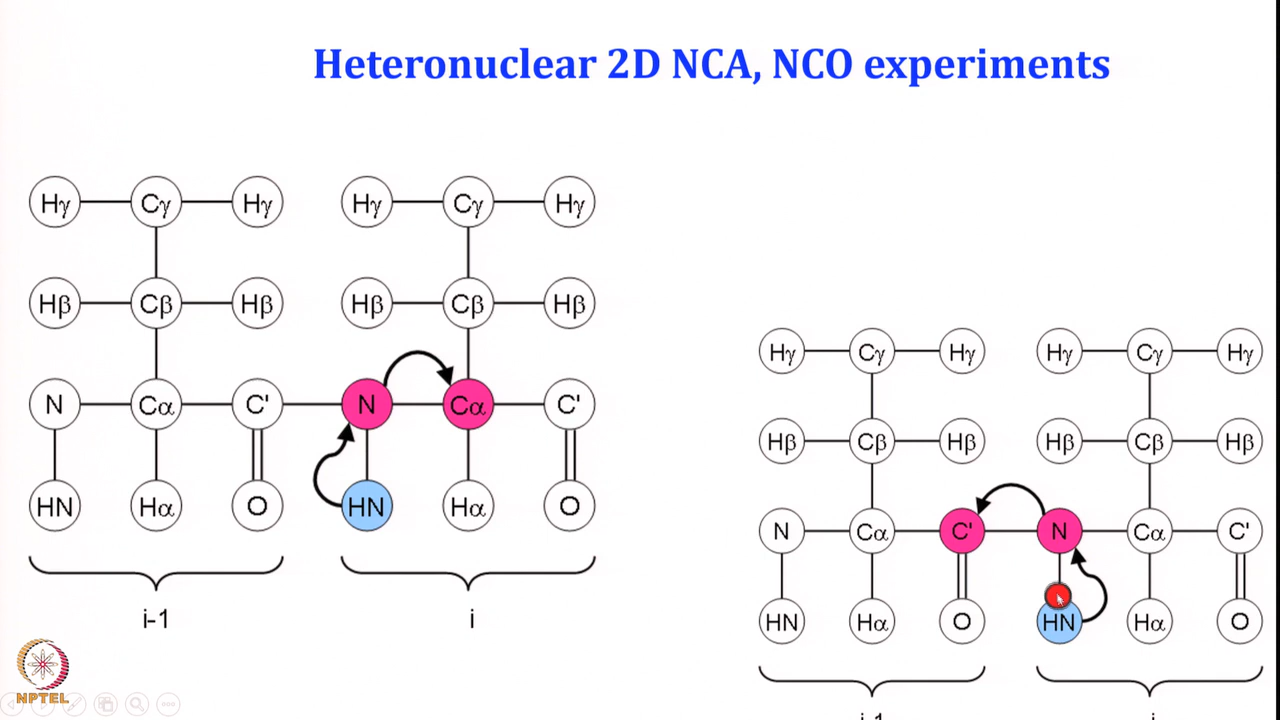 Heteronuclear 2D NCA, NCO experiments
Hγ Cγ Hγ Hγ Cγ Hγ
Hβ Cβ Hβ Hβ Cβ Hβ
N Cα C' N Cα C'
HN Hα O HN Hα O
i-1 i
Hγ Cγ Hγ Hγ Cγ Hγ
Hβ Cβ Hβ Hβ Cβ Hβ
N Cα C' N Cα C'
HN Hα O HN Hα O
NPTEL